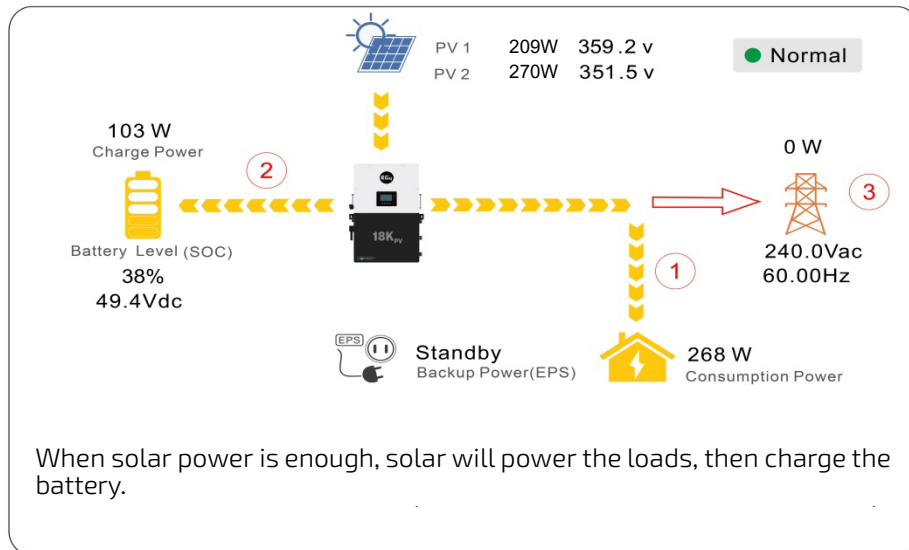 PV 1 209W 359.2 v
PV 2 270W 351.5 v
Normal
103 W
Charge Power
2
0 W
3
EG4
18KPV
Battery Level (SOC)
38%
49.4Vdc
240.0Vac
60.00Hz
1
EPS
Standby
Backup Power(EPS)
268 W
Consumption Power
When solar power is enough, solar will power the loads, then charge the
battery.